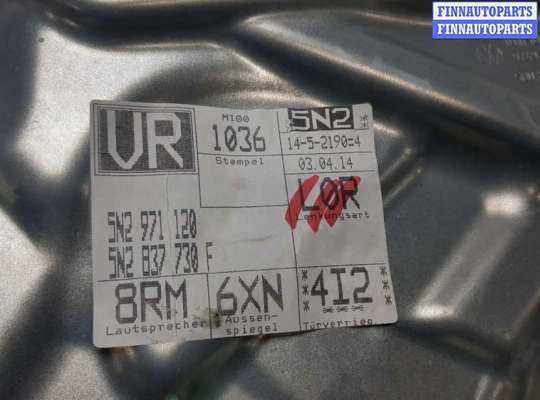 FINNAUTOPARTS
FINNAUTOPARTS
VR
M100
1036
Stempel
5N2
14-5-2190=4
03.04.14
L0R
Lenkungsart
5N2 971 120
5N2 837 730 F
8RM
Lautsprecher
6XN
Aussen-
spiegel
4I2
Türverrieg